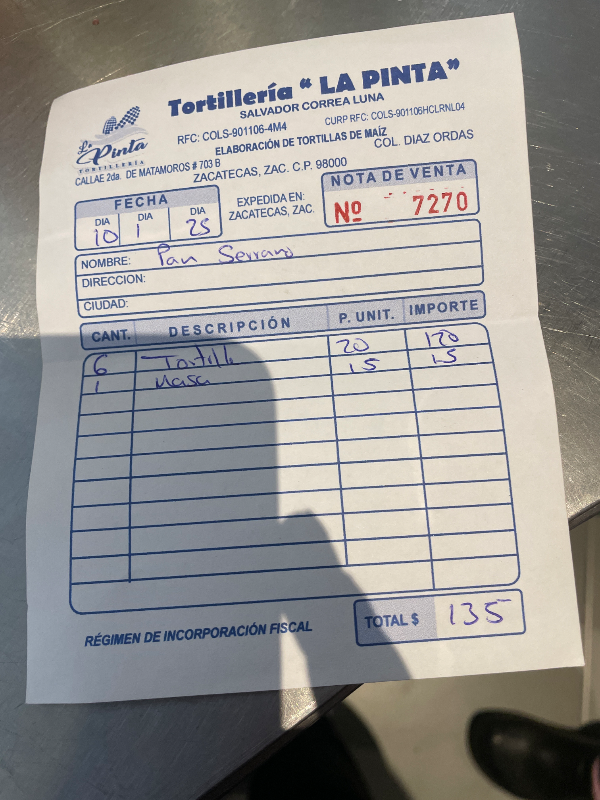 Tortillería " LA PINTA"
SALVADOR CORREA LUNA
RFC: COLS-901106-4M4 CURP RFC: COLS-901106HCLRNL04
ELABORACIÓN DE TORTILLAS DE MAÍZ
La Pinta
TORTILLERÍA
CALLAE 2da. DE MATAMOROS # 703 B COL. DIAZ ORDAS
ZACATECAS, ZAC. C.P. 98000
FECHA
DIA DIA DIA
10 1 25
EXPEDIDA EN:
ZACATECAS, ZAC.
NOTA DE VENTA
Nº 7270
NOMBRE: Pan Serrano
DIRECCION:
CIUDAD:
CANT. DESCRIPCIÓN P. UNIT. IMPORTE
6 Tortilla 20 120
1 Masa 15 15
RÉGIMEN DE INCORPORACIÓN FISCAL
TOTAL $ 135